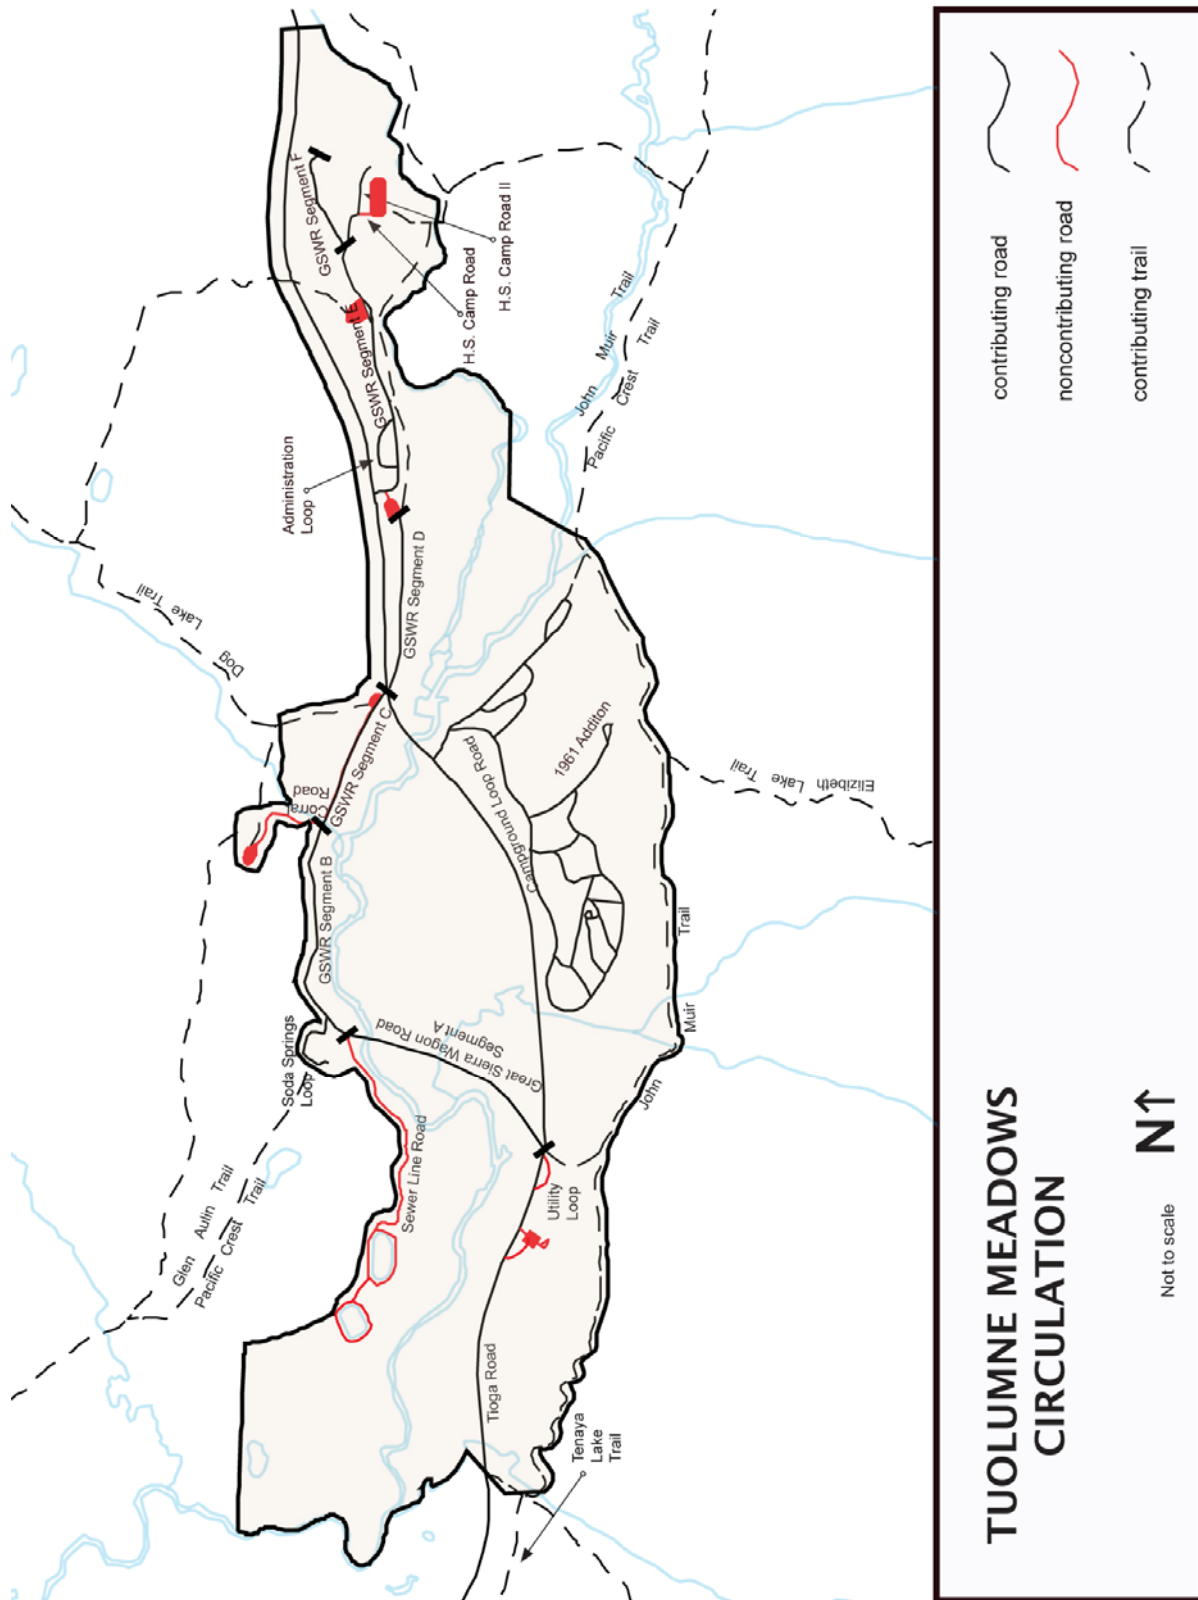 GSWR Segment F
H.S. Camp Road II
H.S. Camp Road
GSWR Segment E
Administration
Loop
GSWR Segment D
John Muir Trail
Pacific Crest Trail
Dog Lake Trail
GSWR Segment C
Corral
Road
GSWR Segment B
Campground Loop Road
1961 Additon
Elizibeth Lake Trail
Soda Springs
Loop
Great Sierra Wagon Road
Segment A
John Muir Trail
Glen Aulin Trail
Pacific Crest Trail
Sewer Line Road
Utility
Loop
Tioga Road
Tenaya
Lake
Trail
TUOLUMNE MEADOWS
CIRCULATION
Not to scale
N↑
contributing road
noncontributing road
contributing trail